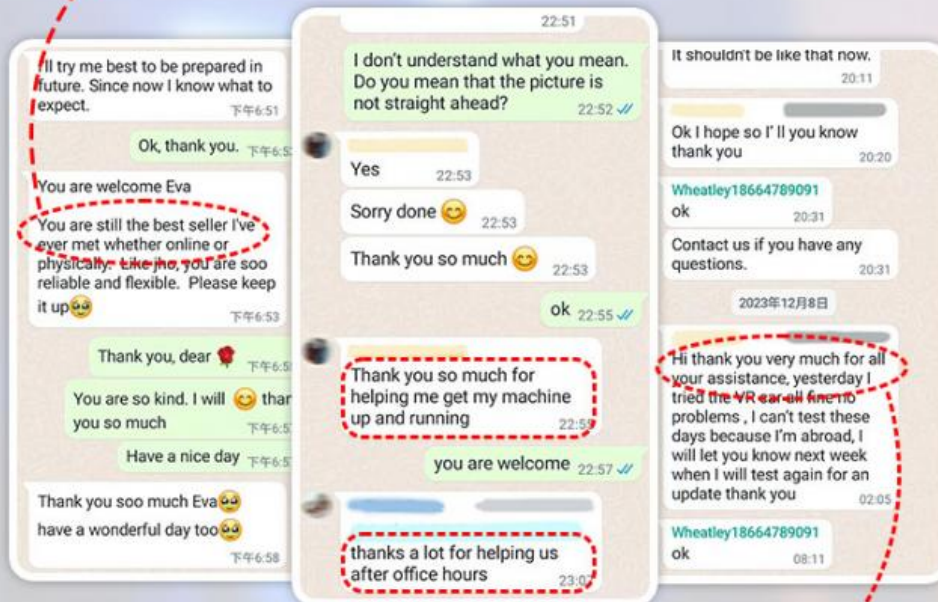 I'll try me best to be prepared in
future. Since now I know what to
expect.
下午6:51
Ok, thank you.
You are welcome Eva
You are still the best seller I've
ever met whether online or
physically. Like jho, you are soo
reliable and flexible. Please keep
it up🥹
下午6:53
Thank you, dear 🌹
You are so kind. I will 😊 than
you so much
Have a nice day
Thank you soo much Eva🥹
have a wonderful day too🥹
下午6:58
22:51
I don't understand what you mean.
Do you mean that the picture is
not straight ahead?
22:52
Yes 22:53
Sorry done 😊 22:53
Thank you so much 😊 22:53
ok 22:55
Thank you so much for
helping me get my machine
up and running
you are welcome 22:57
thanks a lot for helping us
after office hours
It shouldn't be like that now.
20:11
Ok I hope so I' ll you know
thank you 20:20
Wheatley18664789091
ok 20:31
Contact us if you have any
questions. 20:31
2023年12月8日
Hi thank you very much for all
your assistance, yesterday I
tried the VR car all fine no
problems , I can't test these
days because I'm abroad, I
will let you know next week
when I will test again for an
update thank you 02:05
Wheatley18664789091
ok 08:11